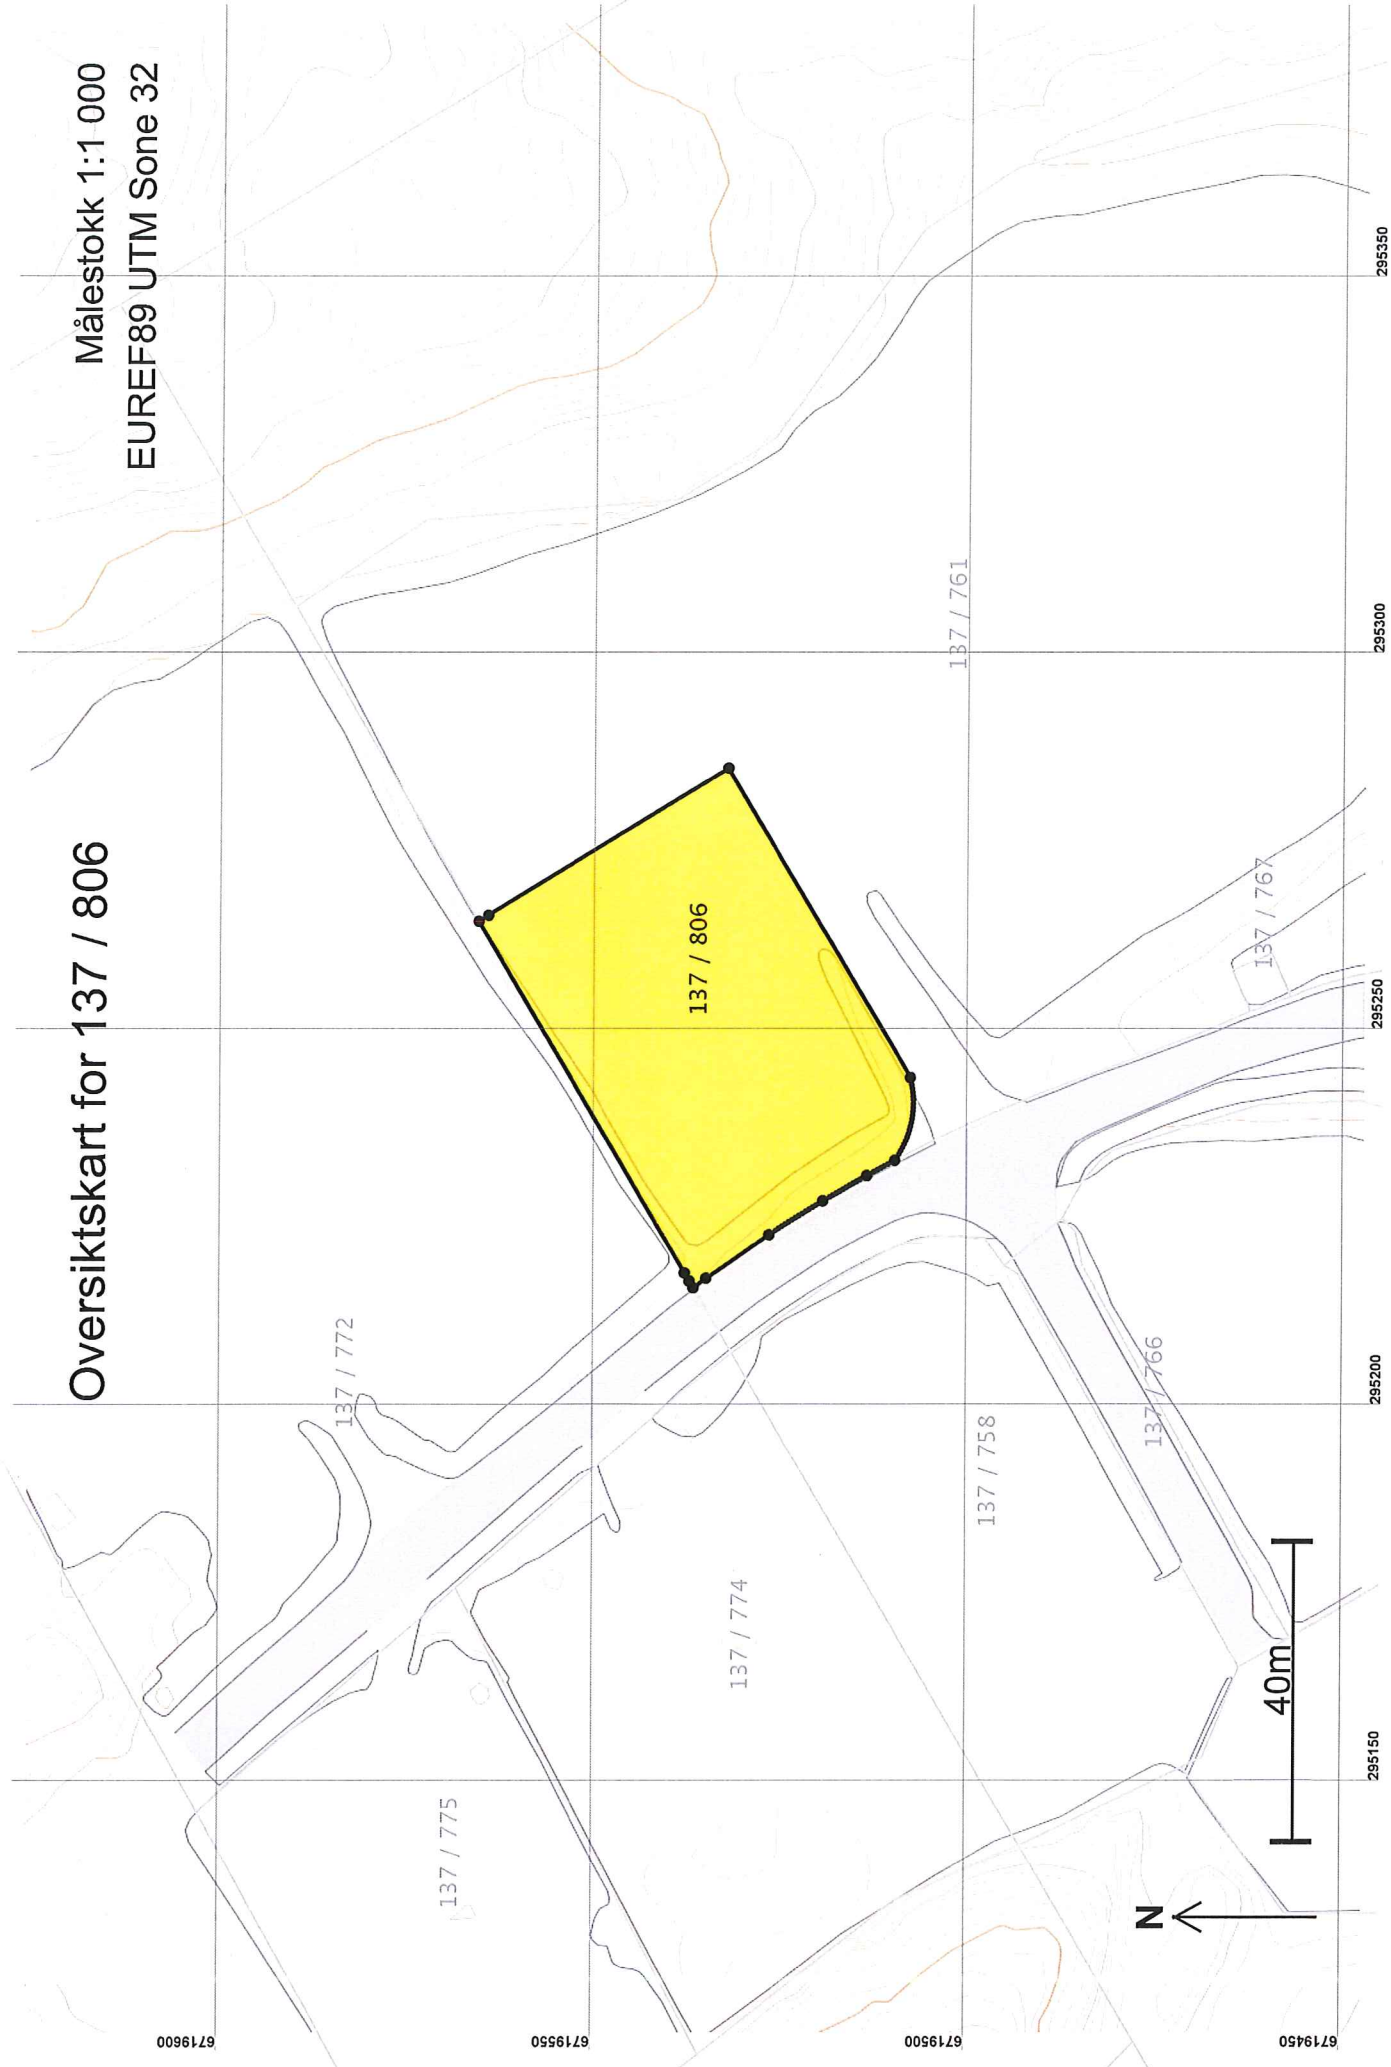 Oversiktskart for 137 / 806
Målestokk 1:1 000
EUREF89 UTM Sone 32
137 / 772
137 / 775
137 / 774
137 / 806
137 / 761
137 / 758
137 / 766
137 / 767
N
40m
6719600
6719550
6719500
6719450
295150
295200
295250
295300
295350